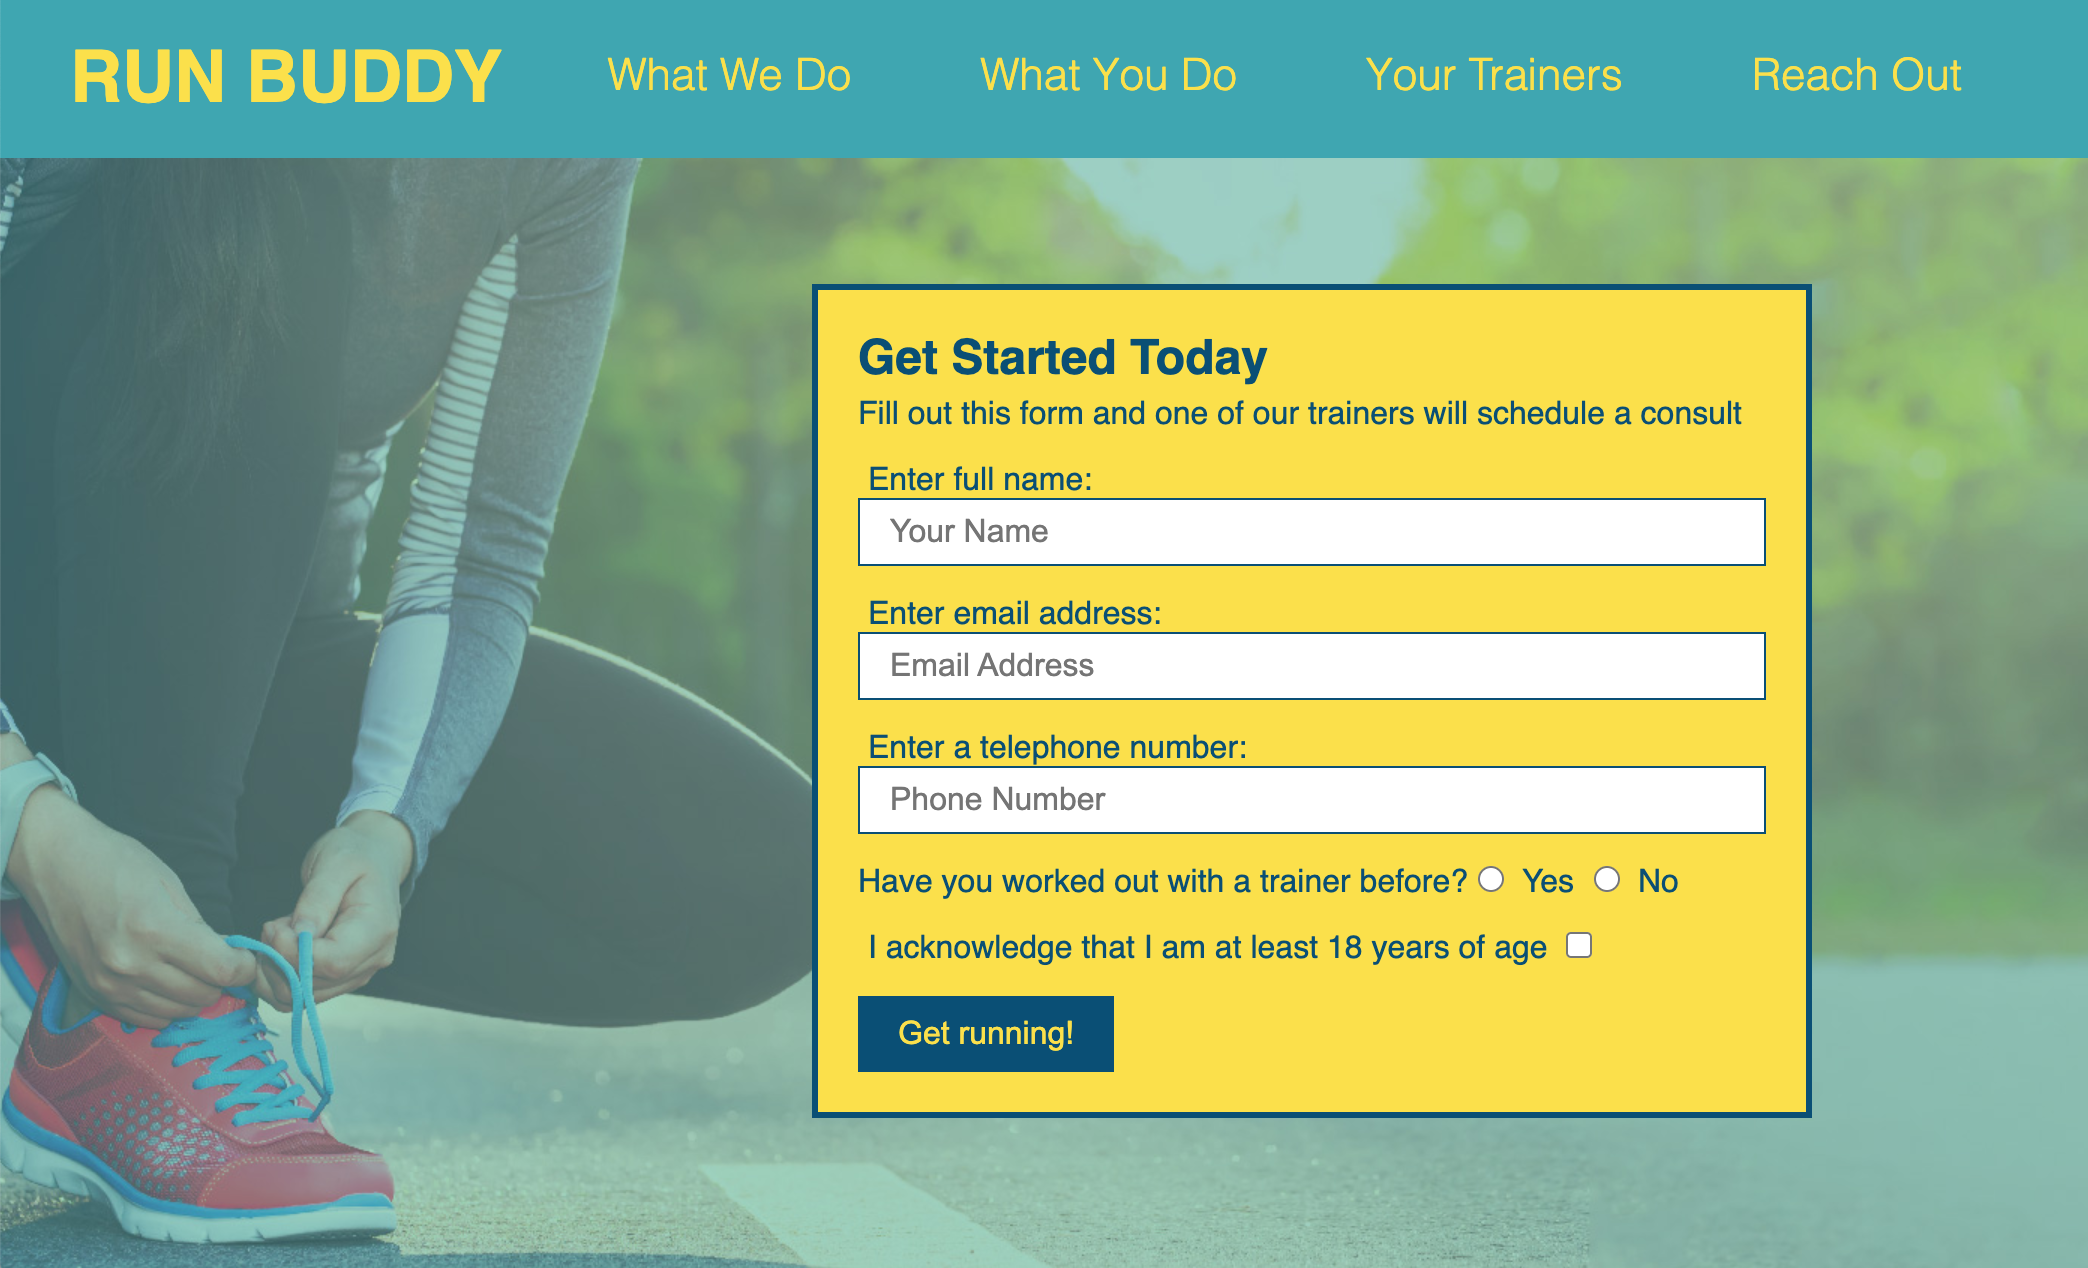 RUN BUDDY What We Do What You Do Your Trainers Reach Out
Get Started Today
Fill out this form and one of our trainers will schedule a consult
Enter full name:
Your Name
Enter email address:
Email Address
Enter a telephone number:
Phone Number
Have you worked out with a trainer before? Yes No
I acknowledge that I am at least 18 years of age
Get running!